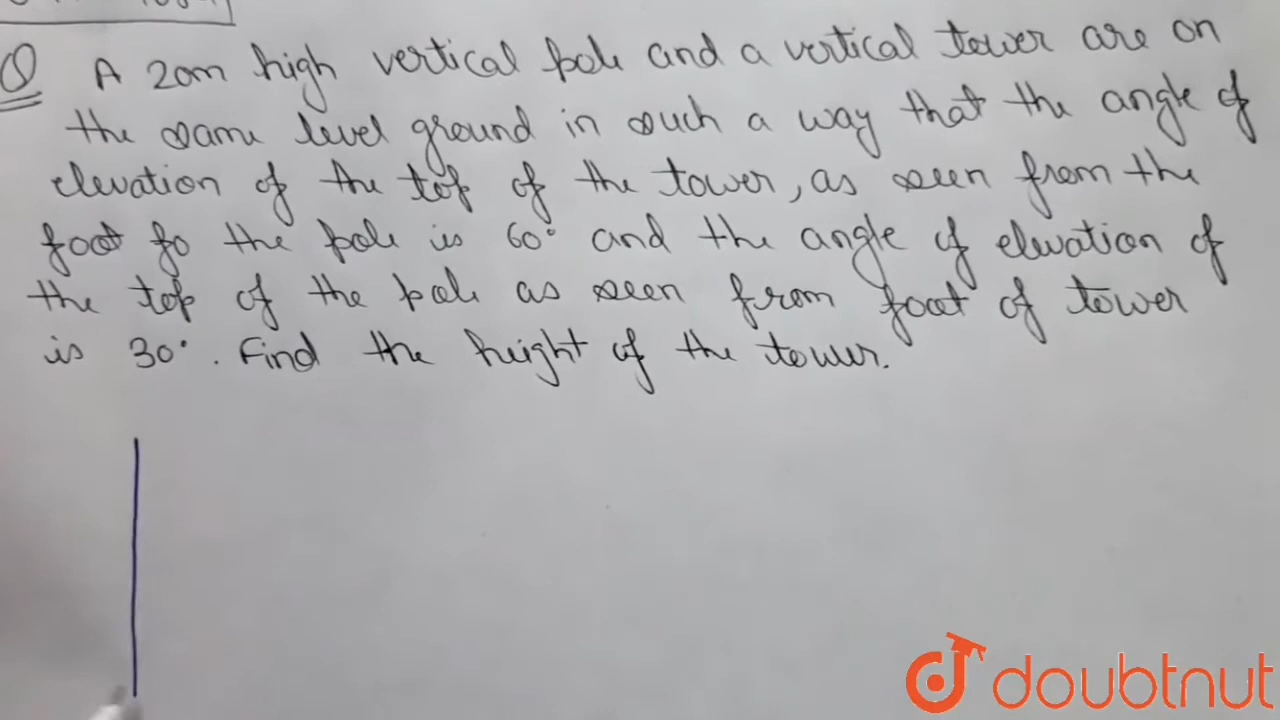 Q A 20m high vertical pole and a vertical tower are on
the same level ground in such a way that the angle of
elevation of the top of the tower, as seen from the
foot fo the pole is 60° and the angle of elevation of
the top of the pole as seen from foot of tower
is 30°. Find the height of the tower.
doubtnut